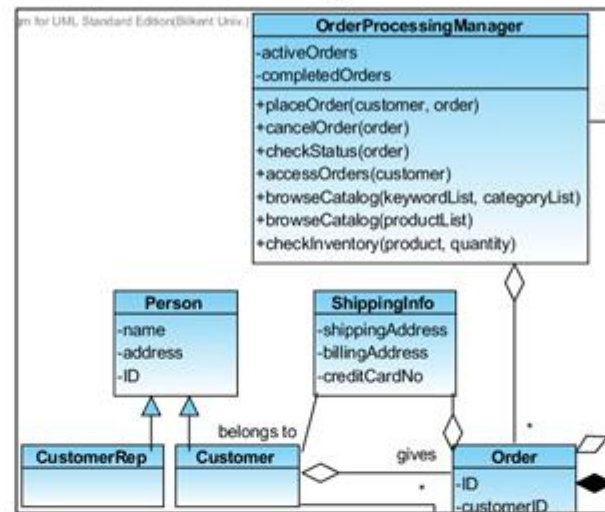 gm for UML Standard Edition(Bilkent Univ.)
OrderProcessingManager
-activeOrders
-completedOrders
+placeOrder(customer, order)
+cancelOrder(order)
+checkStatus(order)
+accessOrders(customer)
+browseCatalog(keywordList, categoryList)
+browseCatalog(productList)
+checkInventory(product, quantity)
Person
-name
-address
-ID
ShippingInfo
-shippingAddress
-billingAddress
-creditCardNo
belongs to
*
CustomerRep
Customer
gives
*
Order
-ID
-customerID